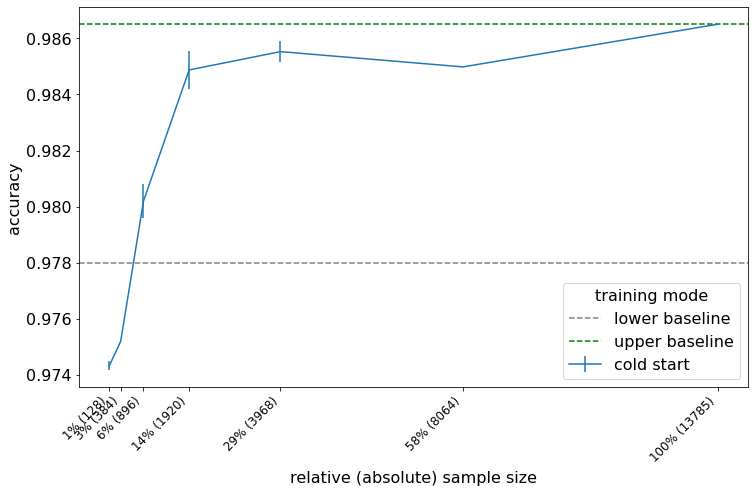 0.986
0.984
0.982
0.980
0.978
0.976
0.974
accuracy
training mode
lower baseline
upper baseline
cold start
1% (128)
3% (384)
6% (896)
14% (1920)
29% (3968)
58% (8064)
100% (13785)
relative (absolute) sample size